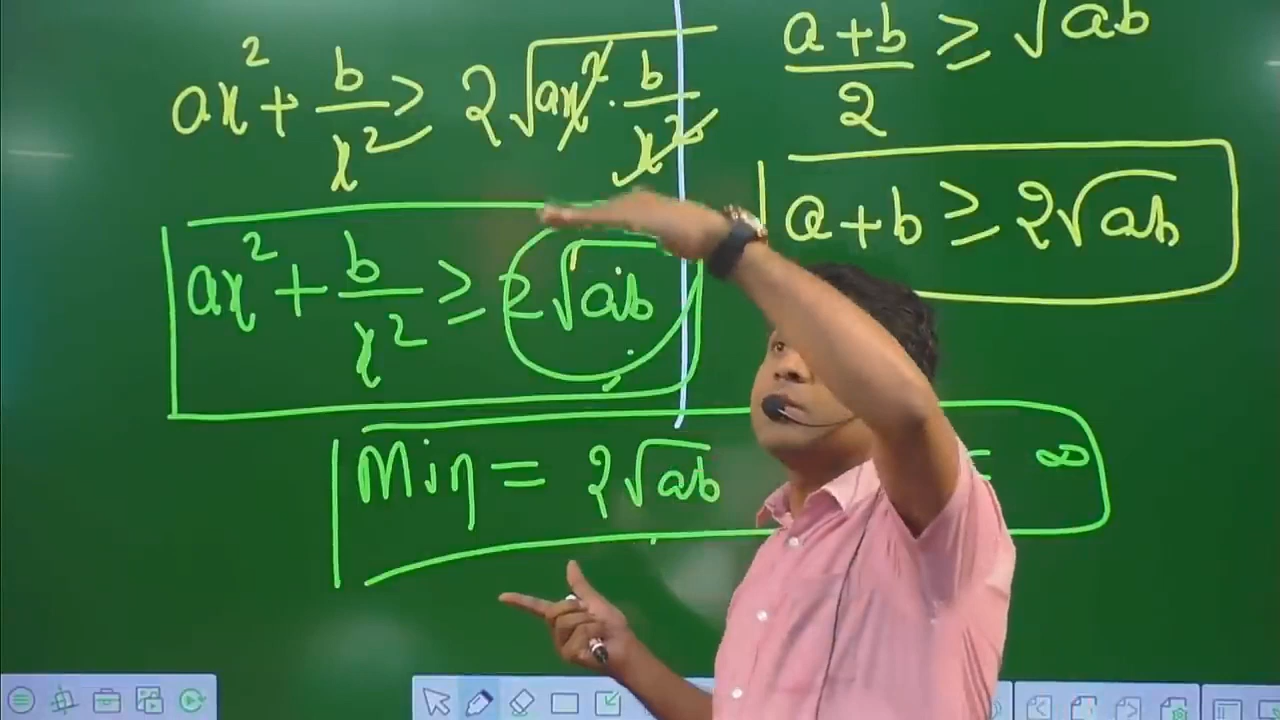 ax² + b/x² ≥ 2√(ax² · b/x²)
ax² + b/x² ≥ 2√ab
Min = 2√ab = ∞
(a + b)/2 ≥ √ab
a + b ≥ 2√ab